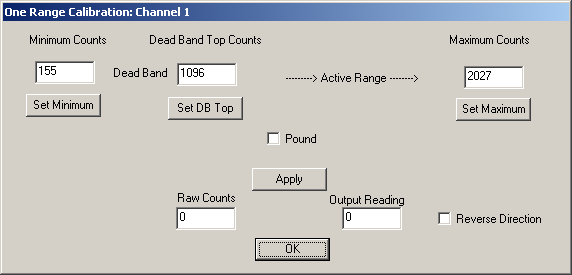 One Range Calibration: Channel 1
Minimum Counts Dead Band Top Counts Maximum Counts
155 Dead Band 1096 -------> Active Range -------> 2027
Set Minimum Set DB Top Set Maximum
Pound
Apply
Raw Counts Output Reading
0 0 Reverse Direction
OK